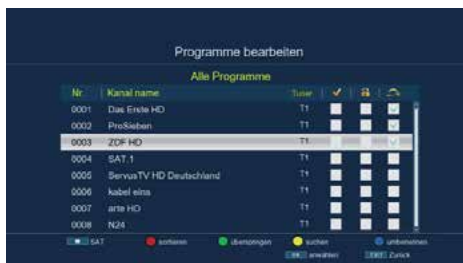 Programme bearbeiten
Alle Programme
Nr. Kanal name Tuner
0001 Das Erste HD T1
0002 ProSieben T1
0003 ZDF HD T1
0004 SAT.1 T1
0005 ServusTV HD Deutschland T1
0006 kabel eins T1
0007 arte HD T1
0008 N24 T1
SAT sortieren überspringen suchen umbenennen
OK anwählen EXIT Zurück